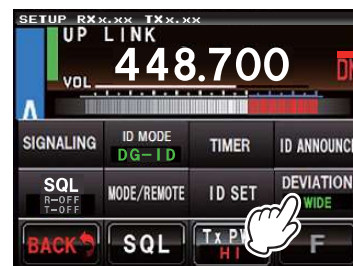 SETUP RXx.xx TXx.xx
UP LINK
VOL 448.700
A
SIGNALING ID MODE TIMER ID ANNOUNC
DG-ID
SQL MODE/REMOTE ID SET DEVIATION
R-OFF WIDE
T-OFF
BACK SQL Tx P F
HI